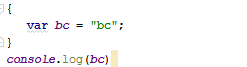 {
var bc = "bc";
}
console.log(bc)